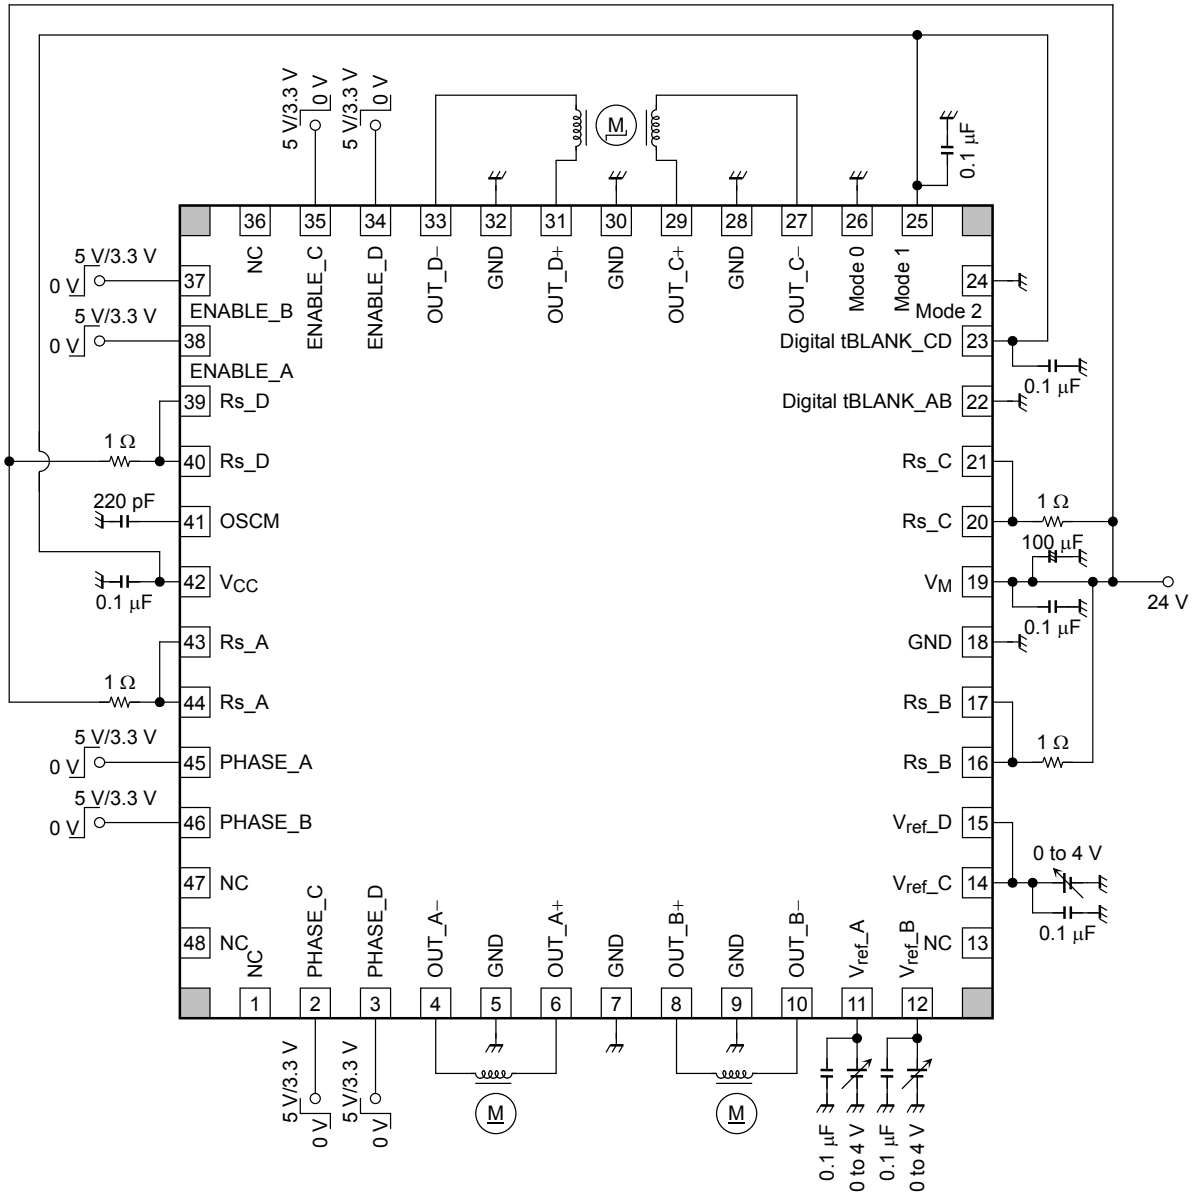 5 V/3.3 V
0 V
5 V/3.3 V
0 V
M
0.1 μF
36
35
34
33
32
31
30
29
28
27
26
25
NC
ENABLE_C
ENABLE_D
OUT_D−
GND
OUT_D+
GND
OUT_C+
GND
OUT_C−
Mode 0
Mode 1
5 V/3.3 V
0 V
37
ENABLE_B
5 V/3.3 V
0 V
38
ENABLE_A
39 Rs_D
1 Ω
40 Rs_D
220 pF
41 OSCM
42 VCC
0.1 μF
43 Rs_A
1 Ω
44 Rs_A
5 V/3.3 V
0 V
45 PHASE_A
5 V/3.3 V
0 V
46 PHASE_B
47 NC
48 NC
24
Mode 2
Digital tBLANK_CD 23
0.1 μF
Digital tBLANK_AB 22
Rs_C 21
1 Ω
Rs_C 20
100 μF
VM 19
24 V
0.1 μF
GND 18
Rs_B 17
1 Ω
Rs_B 16
Vref_D 15
0 to 4 V
Vref_C 14
0.1 μF
NC 13
NC
PHASE_C
PHASE_D
OUT_A−
GND
OUT_A+
GND
OUT_B+
GND
OUT_B−
Vref_A
Vref_B
1
2
3
4
5
6
7
8
9
10
11
12
5 V/3.3 V
0 V
5 V/3.3 V
0 V
M
M
0.1 μF
0 to 4 V
0.1 μF
0 to 4 V